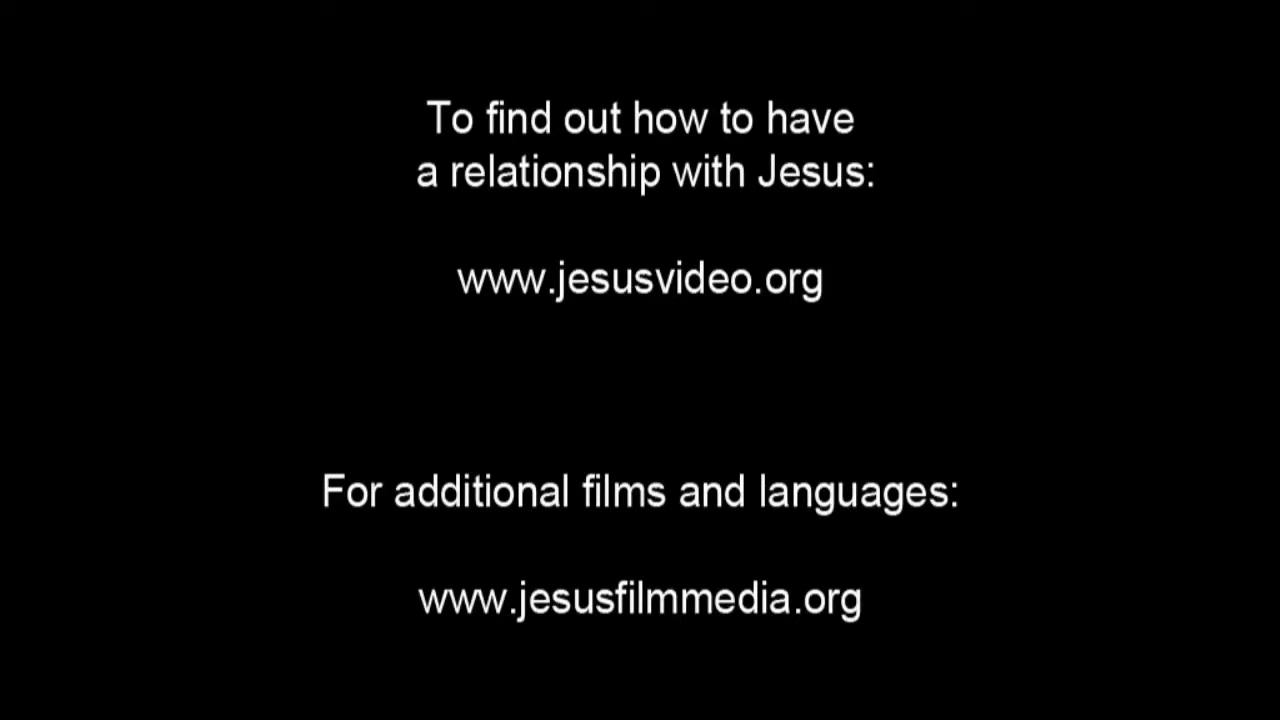 To find out how to have
a relationship with Jesus:
www.jesusvideo.org
For additional films and languages:
www.jesusfilmmedia.org